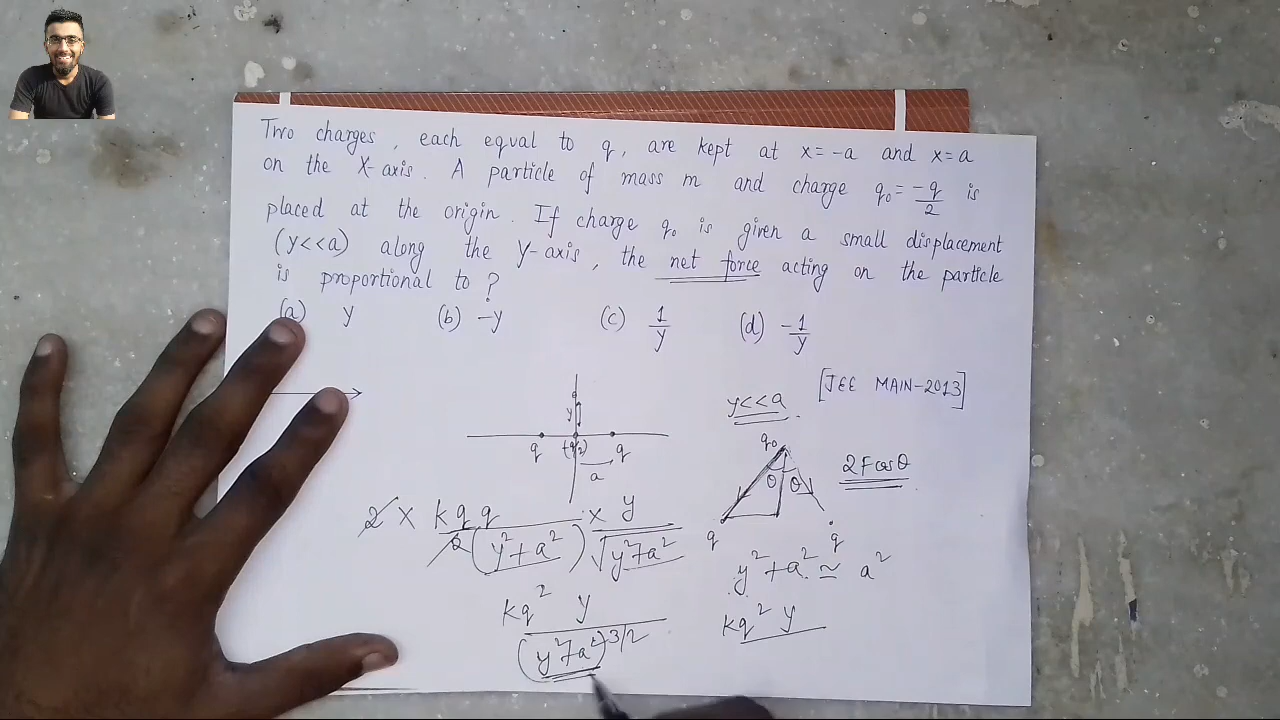 Two charges, each equal to q, are kept at x=-a and x=a
on the X-axis. A particle of mass m and charge q₀ = -q/2 is
placed at the origin. If charge q₀ is given a small displacement
(y<<a) along the Y-axis, the net force acting on the particle
is proportional to ?
(a) y (b) -y (c) 1/y (d) -1/y
y<<a [JEE MAIN-2013]
y
q (-q/2) q
a
q₀
θ θ
2Fcosθ
q q
2 × kqq/2(y²+a²) × y/√y²+a²
y²+a² ≃ a²
kq² y/(y²+a²)3/2
kq² y